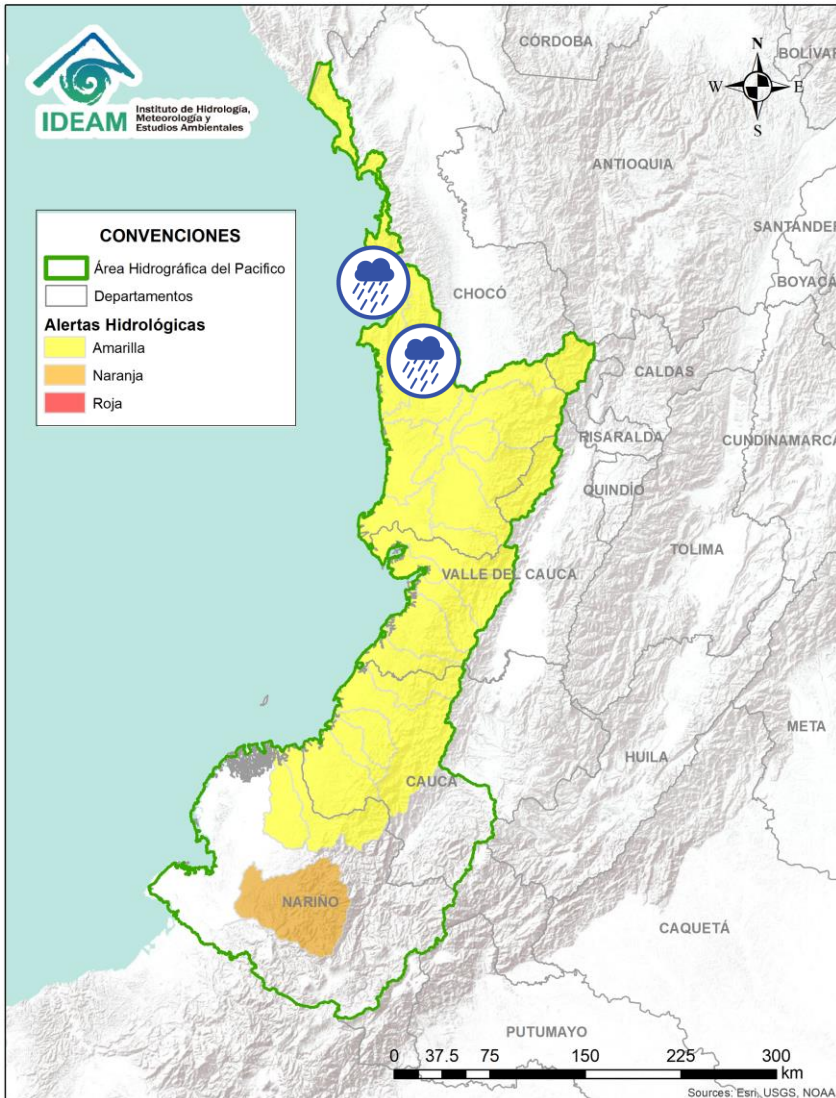 IDEAM
Instituto de Hidrología,
Meteorología y
Estudios Ambientales
N
W
E
S
CÓRDOBA
BOLÍVAR
ANTIOQUIA
SANTANDER
BOYACÁ
CHOCÓ
CALDAS
RISARALDA
CUNDINAMARCA
QUINDÍO
TOLIMA
VALLE DEL CAUCA
META
HUILA
CAUCA
NARIÑO
CAQUETÁ
PUTUMAYO
CONVENCIONES
Área Hidrográfica del Pacifico
Departamentos
Alertas Hidrológicas
Amarilla
Naranja
Roja
0 37.5 75 150 225 300
km
Sources: Esri, USGS, NOAA